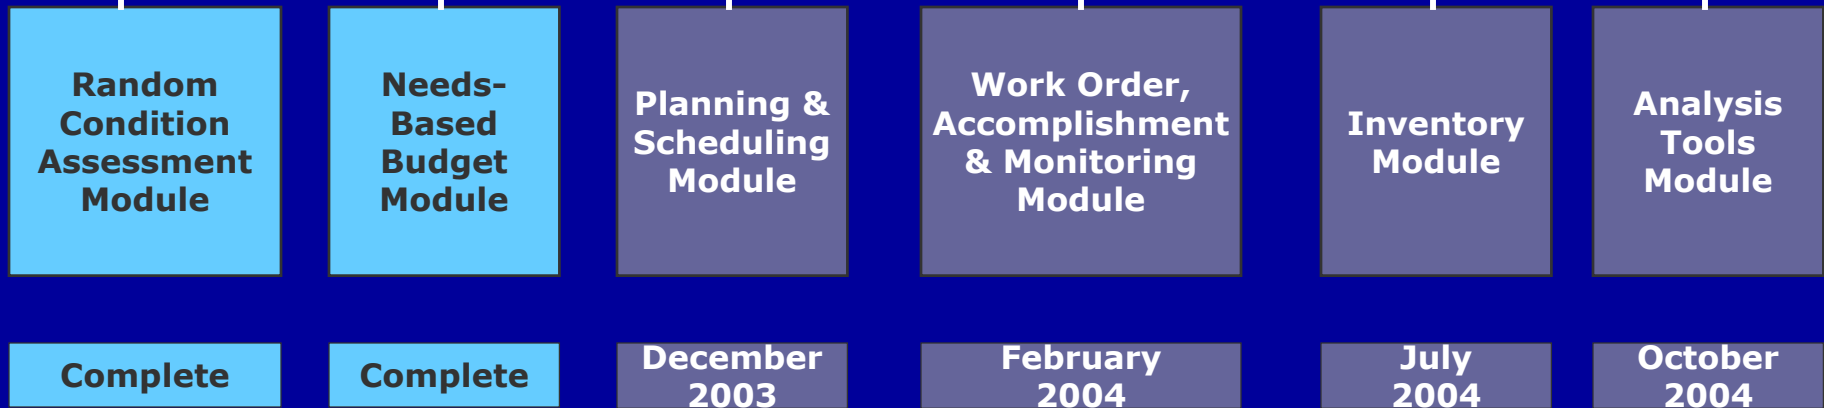 Random
Condition
Assessment
Module
Needs-
Based
Budget
Module
Planning &
Scheduling
Module
Work Order,
Accomplishment
& Monitoring
Module
Inventory
Module
Analysis
Tools
Module
Complete
Complete
December
2003
February
2004
July
2004
October
2004